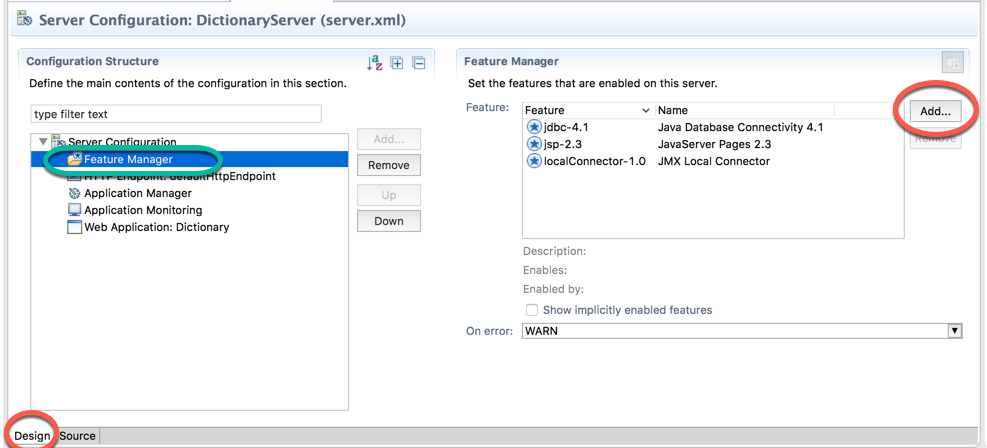 Server Configuration: DictionaryServer (server.xml)
Configuration Structure
Define the main contents of the configuration in this section.
type filter text
Server Configuration
Feature Manager
HTTP Endpoint: defaultHttpEndpoint
Application Manager
Application Monitoring
Web Application: Dictionary
Add...
Remove
Up
Down
Feature Manager
Set the features that are enabled on this server.
Feature:
Feature Name
jdbc-4.1 Java Database Connectivity 4.1
jsp-2.3 JavaServer Pages 2.3
localConnector-1.0 JMX Local Connector
Add...
Remove
Description:
Enables:
Enabled by:
Show implicitly enabled features
On error: WARN
Design Source